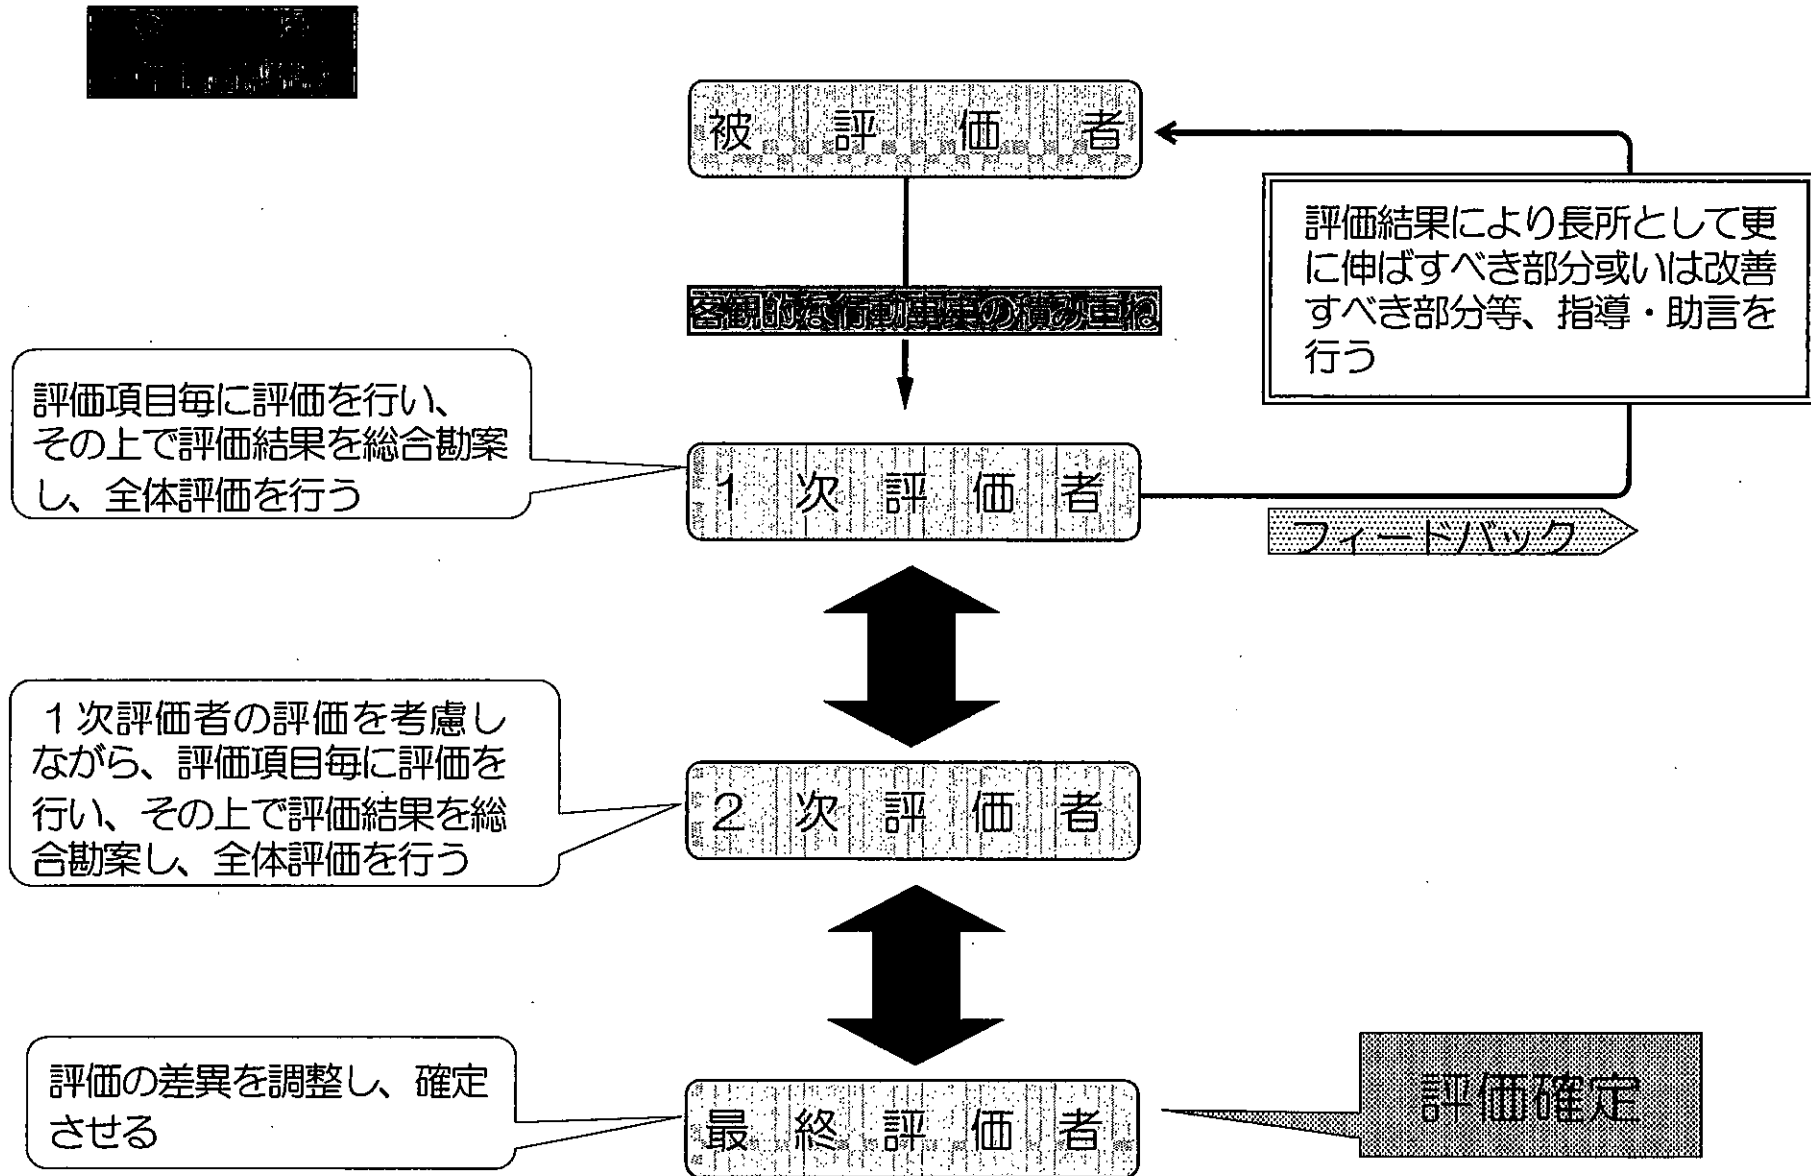 被評価者
評価結果により長所として更
に伸ばすべき部分或いは改善
すべき部分等、指導・助言を
行う
客観的な行動事実の積み重ね
評価項目毎に評価を行い、
その上で評価結果を総合勘案
し、全体評価を行う
1次評価者
フィードバック
1次評価者の評価を考慮し
ながら、評価項目毎に評価を
行い、その上で評価結果を総
合勘案し、全体評価を行う
2次評価者
評価の差異を調整し、確定
させる
最終評価者
評価確定